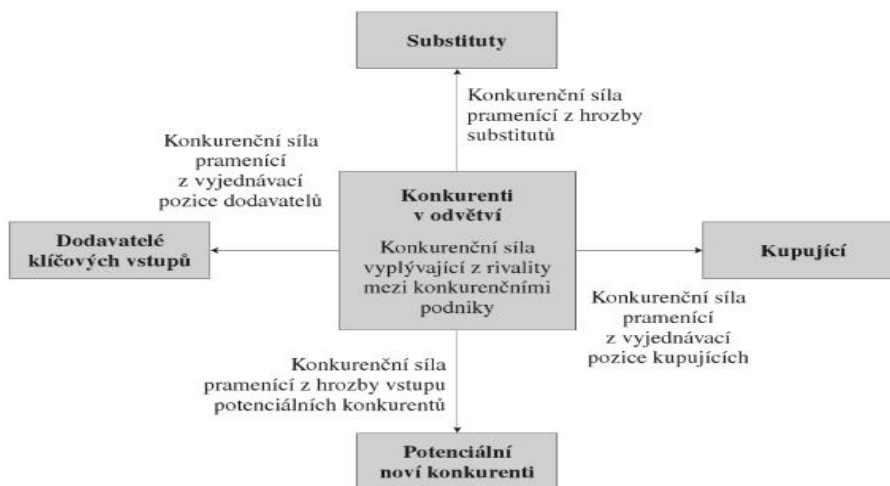 Substituty
Konkurenční síla
pramenící z hrozby
substitutů
Konkurenční síla
pramenící
z vyjednávací
pozice dodavatelů
Konkurenti
v odvětví
Konkurenční síla
vyplývající z rivality
mezi konkurenčními
podniky
Dodavatelé
klíčových vstupů
Kupující
Konkurenční síla
pramenící
z vyjednávací
pozice kupujících
Konkurenční síla
pramenící z hrozby vstupu
potenciálních konkurentů
Potenciální
noví konkurenti